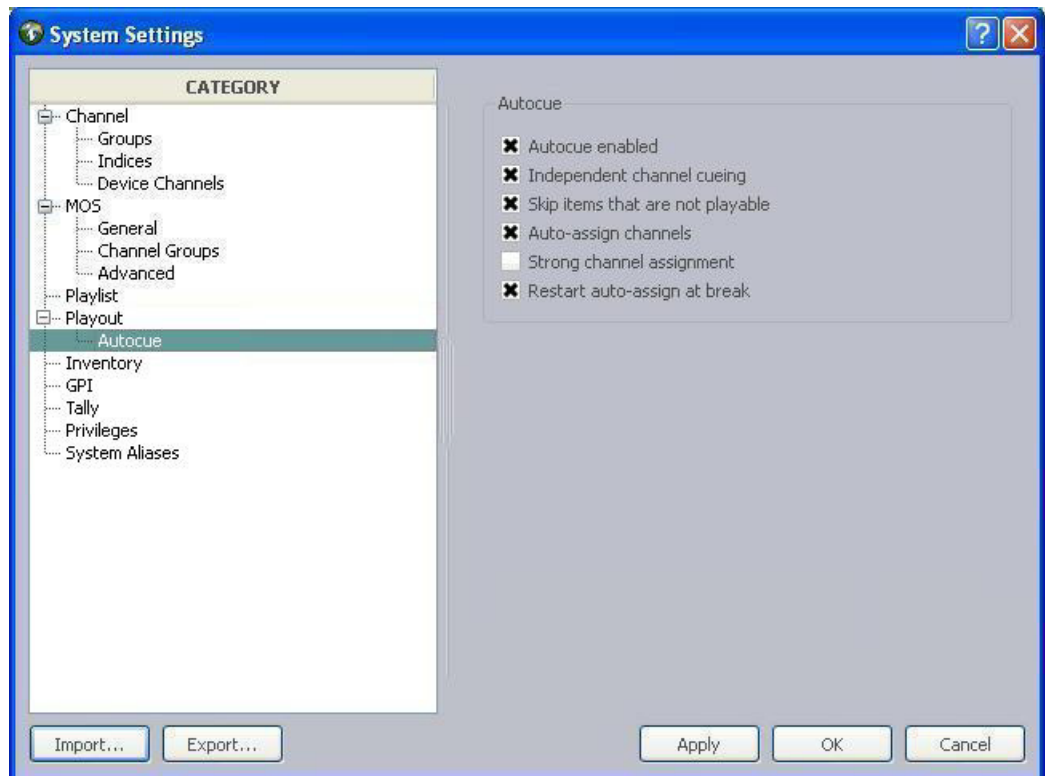 System Settings
CATEGORY
Channel
Groups
Indices
Device Channels
MOS
General
Channel Groups
Advanced
Playlist
Playout
Autocue
Inventory
GPI
Tally
Privileges
System Aliases
Autocue
Autocue enabled
Independent channel cueing
Skip items that are not playable
Auto-assign channels
Strong channel assignment
Restart auto-assign at break
Import...
Export...
Apply
OK
Cancel